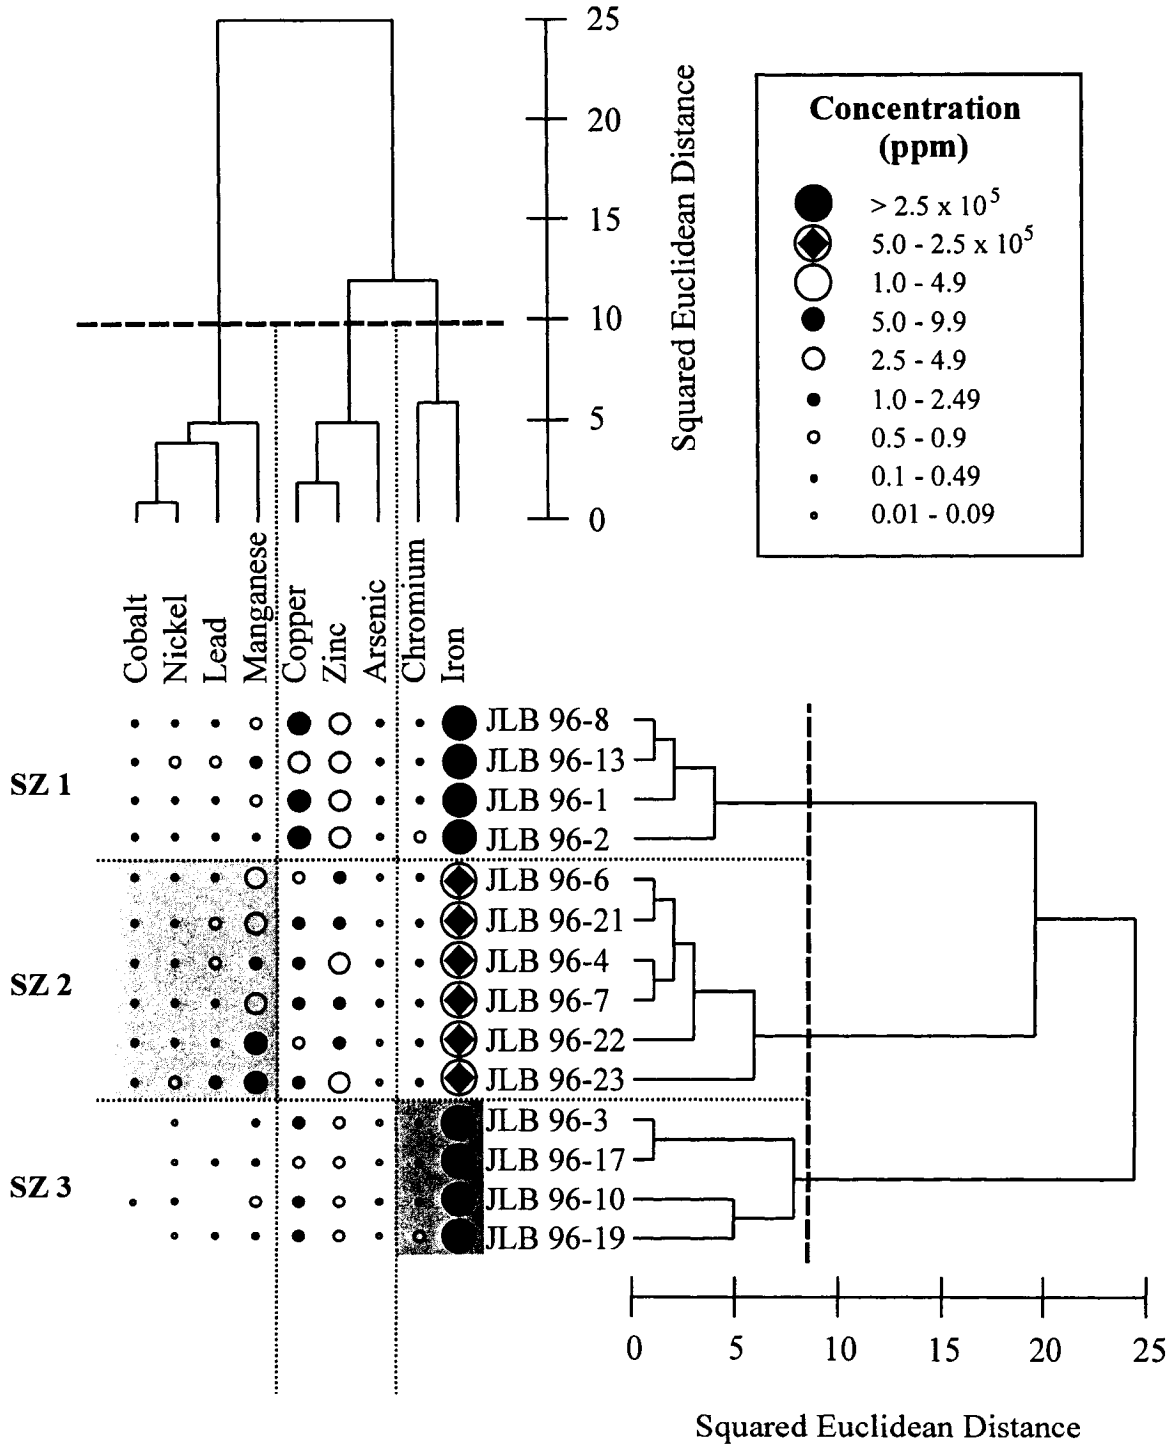 25
20
15
10
5
0
Squared Euclidean Distance
Concentration
(ppm)
> 2.5 x 10^5
5.0 - 2.5 x 10^5
1.0 - 4.9
5.0 - 9.9
2.5 - 4.9
1.0 - 2.49
0.5 - 0.9
0.1 - 0.49
0.01 - 0.09
Cobalt
Nickel
Lead
Manganese
Copper
Zinc
Arsenic
Chromium
Iron
SZ 1
JLB 96-8
JLB 96-13
JLB 96-1
JLB 96-2
SZ 2
JLB 96-6
JLB 96-21
JLB 96-4
JLB 96-7
JLB 96-22
JLB 96-23
SZ 3
JLB 96-3
JLB 96-17
JLB 96-10
JLB 96-19
0 5 10 15 20 25
Squared Euclidean Distance